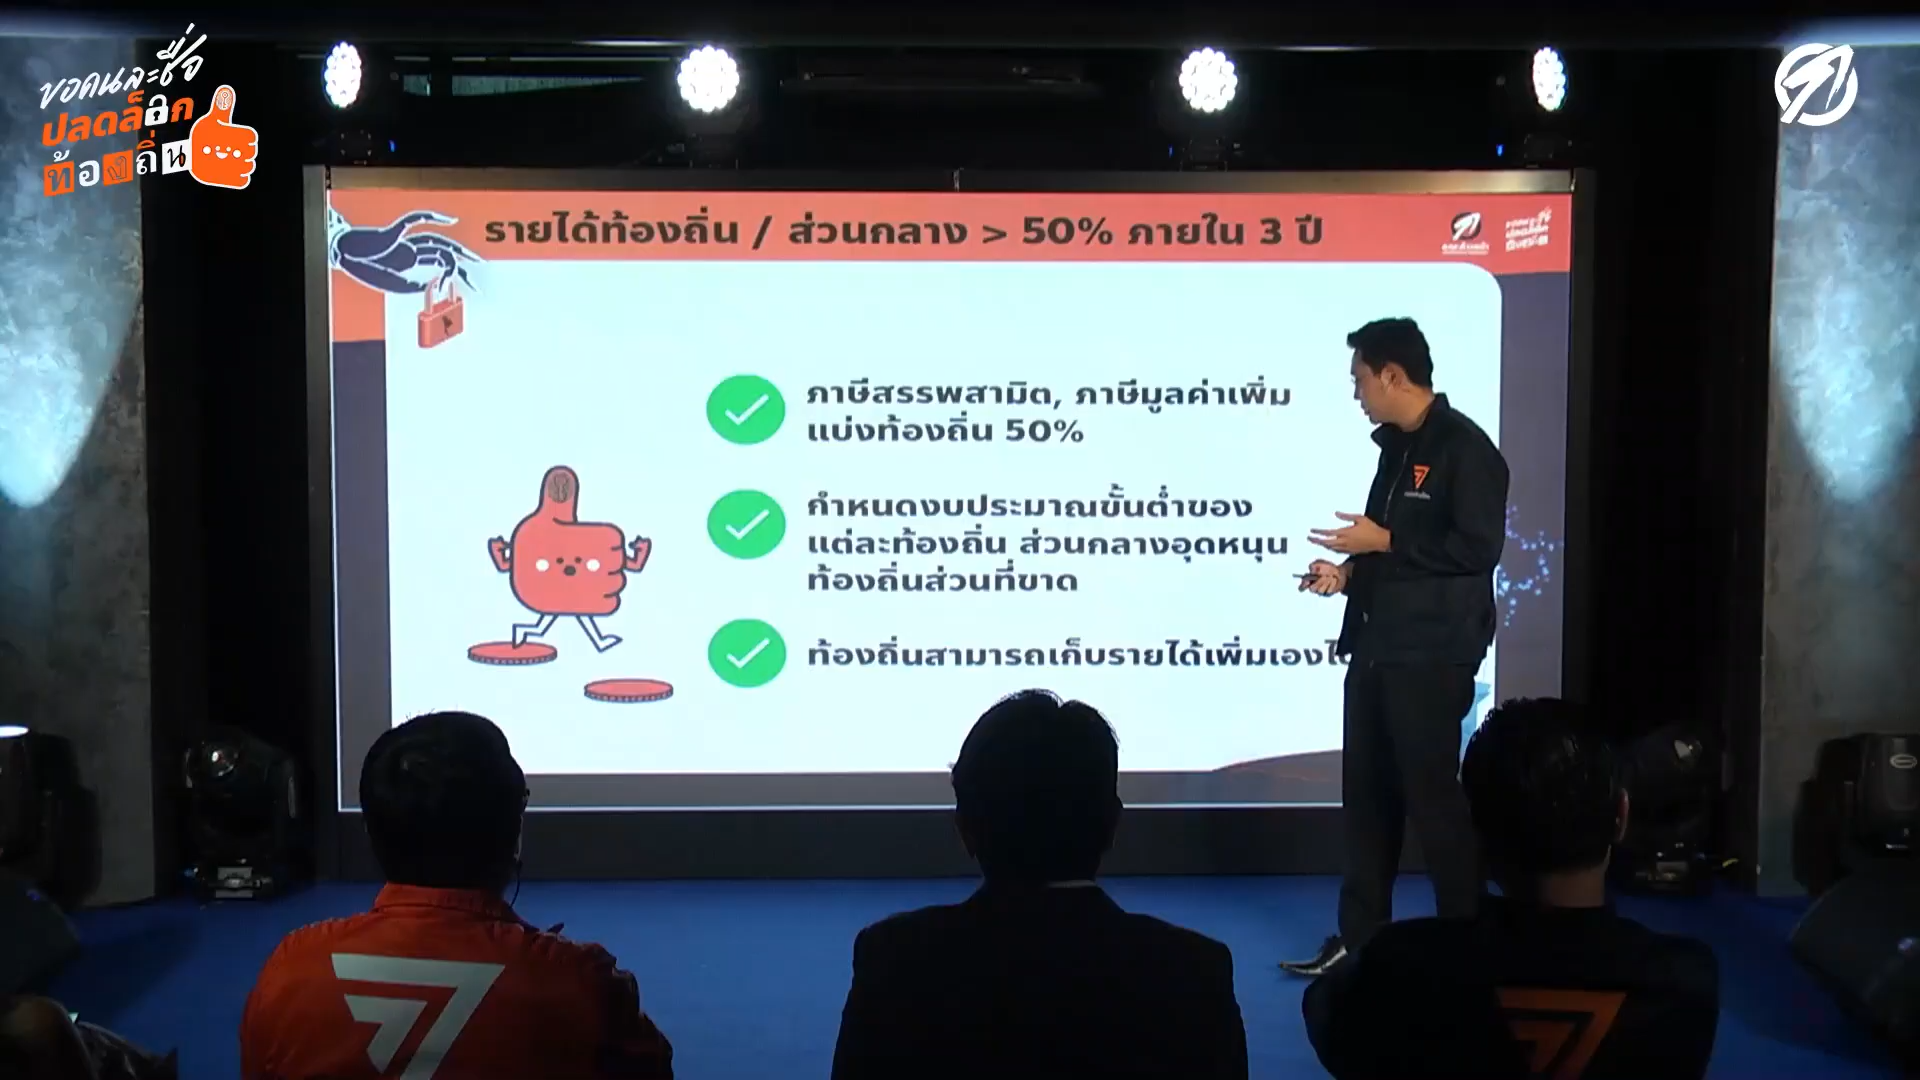 ขอคนละชื่อ
ปลดล็อก
ท้องถิ่น
รายได้ท้องถิ่น / ส่วนกลาง > 50% ภายใน 3 ปี
ภาษีสรรพสามิต, ภาษีมูลค่าเพิ่ม
แบ่งท้องถิ่น 50%
กำหนดงบประมาณขั้นต่ำของ
แต่ละท้องถิ่น ส่วนกลางอุดหนุน
ท้องถิ่นส่วนที่ขาด
ท้องถิ่นสามารถเก็บรายได้เพิ่มเอง